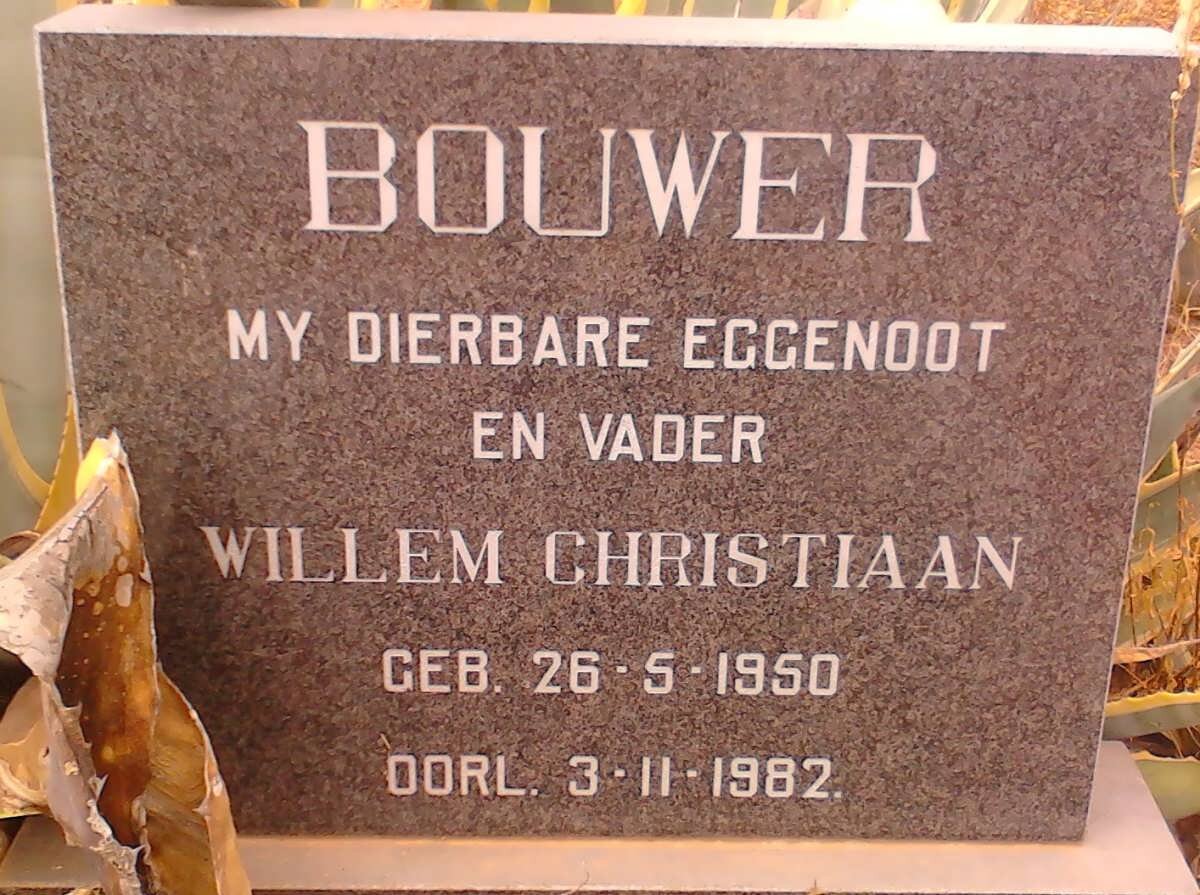 BOUWER
MY DIERBARE EGGENOOT
EN VADER
WILLEM CHRISTIAAN
GEB. 26-5-1950
OORL. 3-11-1982.